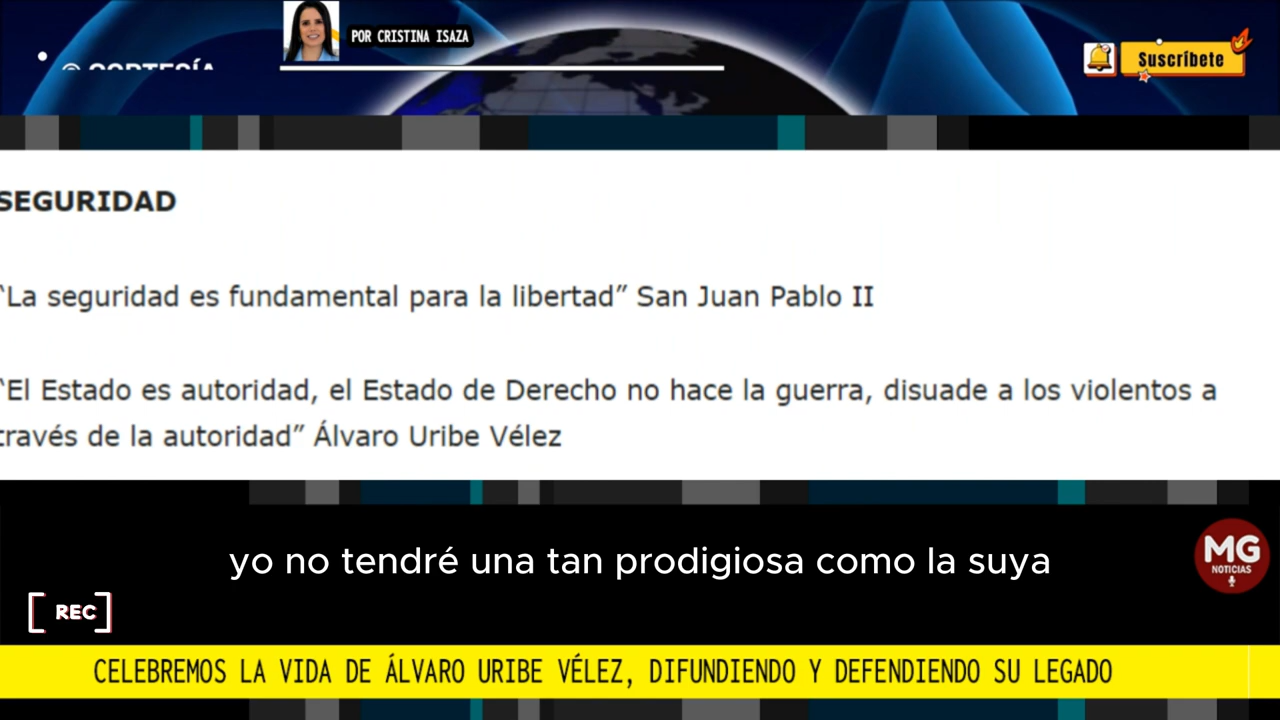 POR CRISTINA ISAZA
Suscríbete
@ CORTESÍA
SEGURIDAD
“La seguridad es fundamental para la libertad” San Juan Pablo II
“El Estado es autoridad, el Estado de Derecho no hace la guerra, disuade a los violentos a
través de la autoridad” Álvaro Uribe Vélez
yo no tendré una tan prodigiosa como la suya
MG
NOTICIAS
REC
CELEBREMOS LA VIDA DE ÁLVARO URIBE VÉLEZ, DIFUNDIENDO Y DEFENDIENDO SU LEGADO